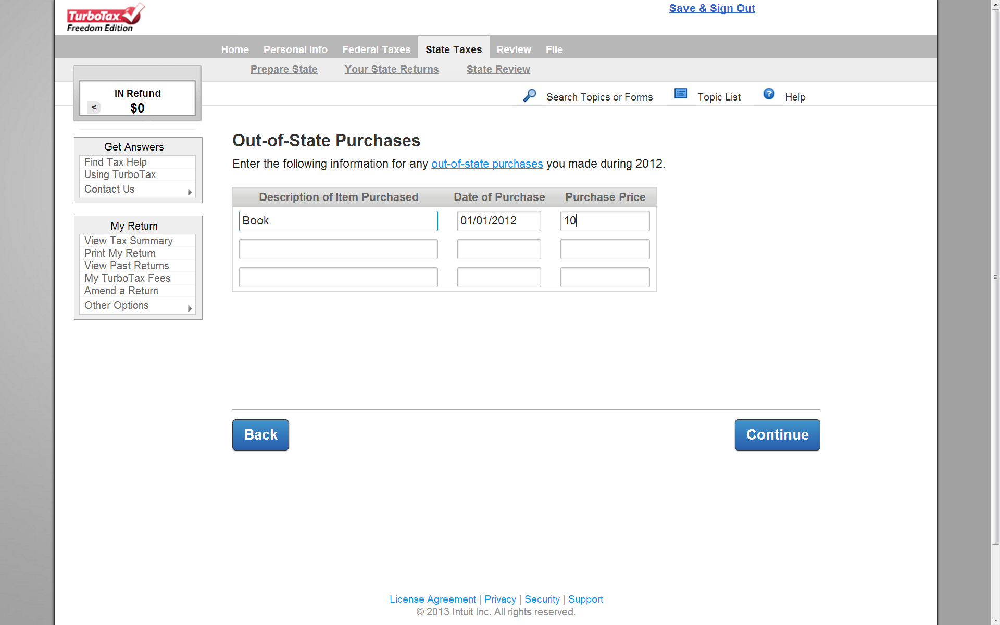 TurboTax
Freedom Edition
Save & Sign Out
Home Personal Info Federal Taxes State Taxes Review File
Prepare State Your State Returns State Review
IN Refund
< $0
Search Topics or Forms Topic List ? Help
Get Answers
Find Tax Help
Using TurboTax
Contact Us
My Return
View Tax Summary
Print My Return
View Past Returns
My TurboTax Fees
Amend a Return
Other Options
Out-of-State Purchases
Enter the following information for any out-of-state purchases you made during 2012.
Description of Item Purchased Date of Purchase Purchase Price
Book 01/01/2012 10
Back Continue
License Agreement | Privacy | Security | Support
© 2013 Intuit Inc. All rights reserved.